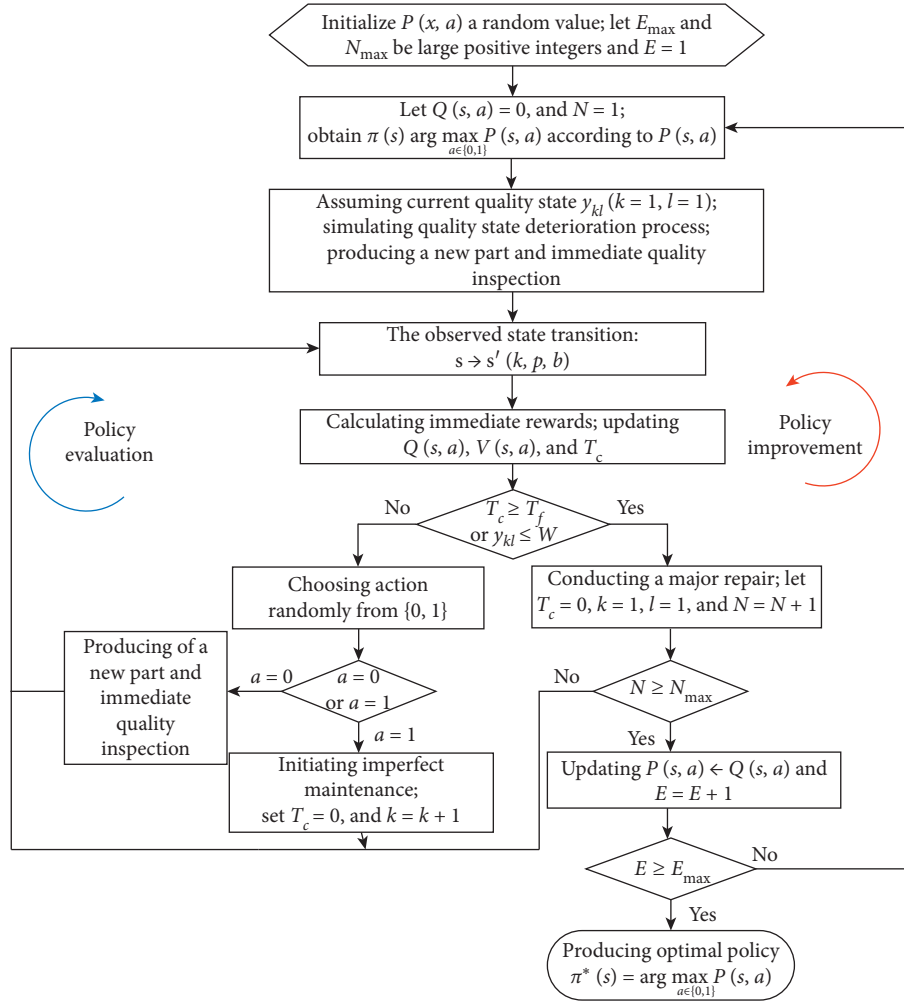 Initialize P (x, a) a random value; let E_max and
N_max be large positive integers and E = 1
Let Q (s, a) = 0, and N = 1;
obtain π (s) arg max P (s, a) according to P (s, a)
a∈{0,1}
Assuming current quality state y_kl (k = 1, l = 1);
simulating quality state deterioration process;
producing a new part and immediate quality
inspection
The observed state transition:
s → s′ (k, p, b)
Policy
evaluation
Calculating immediate rewards; updating
Q (s, a), V (s, a), and T_c
Policy
improvement
No
T_c ≥ T_f
or y_kl ≤ W
Yes
Choosing action
randomly from {0, 1}
Conducting a major repair; let
T_c = 0, k = 1, l = 1, and N = N + 1
Producing of a
new part and
immediate
quality
inspection
a = 0
a = 0
or a = 1
a = 1
No
N ≥ N_max
Yes
Initiating imperfect
maintenance;
set T_c = 0, and k = k + 1
Updating P (s, a) ← Q (s, a) and
E = E + 1
E ≥ E_max
No
Yes
Producing optimal policy
π* (s) = arg max P (s, a)
a∈{0,1}